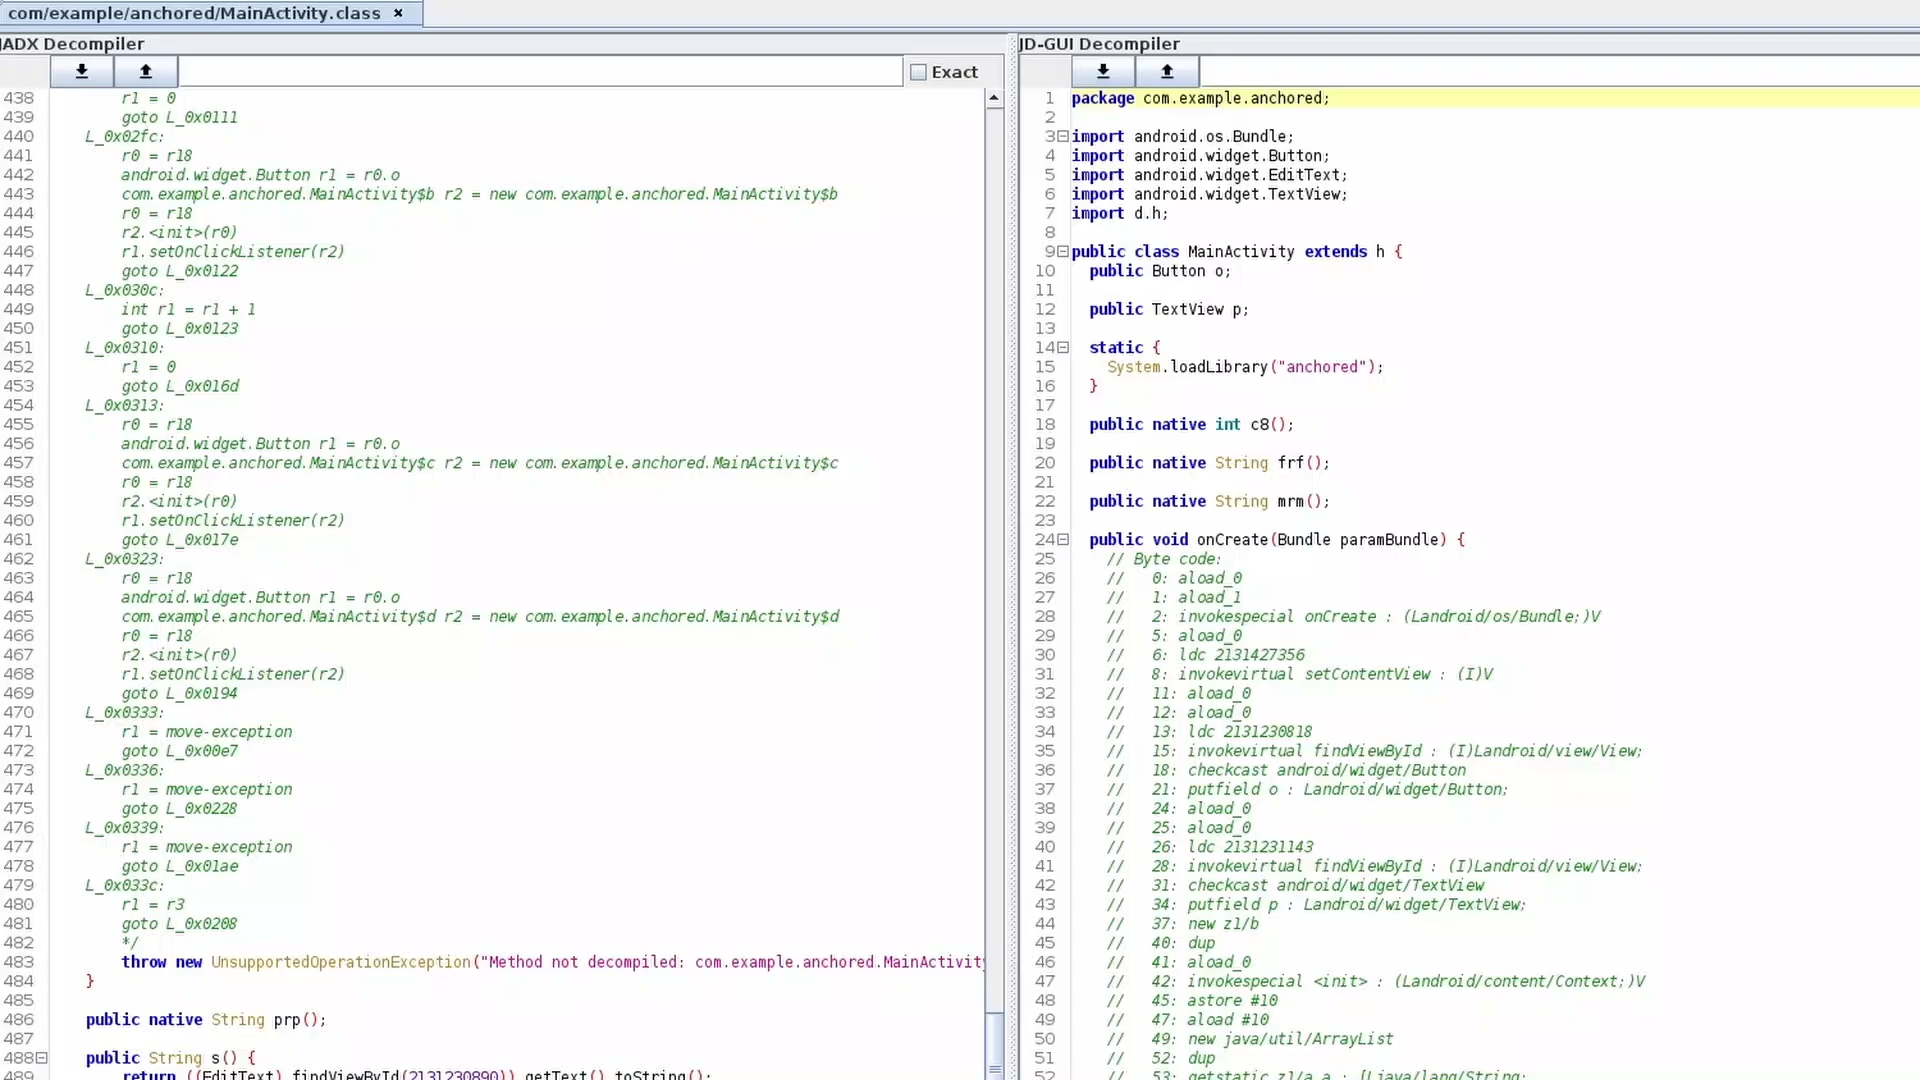 com/example/anchored/MainActivity.class ×
JADX Decompiler
Exact
438 r1 = 0
439 goto L_0x0111
440 L_0x02fc:
441 r0 = r18
442 android.widget.Button r1 = r0.o
443 com.example.anchored.MainActivity$b r2 = new com.example.anchored.MainActivity$b
444 r0 = r18
445 r2.<init>(r0)
446 r1.setOnClickListener(r2)
447 goto L_0x0122
448 L_0x030c:
449 int r1 = r1 + 1
450 goto L_0x0123
451 L_0x0310:
452 r1 = 0
453 goto L_0x016d
454 L_0x0313:
455 r0 = r18
456 android.widget.Button r1 = r0.o
457 com.example.anchored.MainActivity$c r2 = new com.example.anchored.MainActivity$c
458 r0 = r18
459 r2.<init>(r0)
460 r1.setOnClickListener(r2)
461 goto L_0x017e
462 L_0x0323:
463 r0 = r18
464 android.widget.Button r1 = r0.o
465 com.example.anchored.MainActivity$d r2 = new com.example.anchored.MainActivity$d
466 r0 = r18
467 r2.<init>(r0)
468 r1.setOnClickListener(r2)
469 goto L_0x0194
470 L_0x0333:
471 r1 = move-exception
472 goto L_0x00e7
473 L_0x0336:
474 r1 = move-exception
475 goto L_0x0228
476 L_0x0339:
477 r1 = move-exception
478 goto L_0x01ae
479 L_0x033c:
480 r1 = r3
481 goto L_0x0208
482 */
483 throw new UnsupportedOperationException("Method not decompiled: com.example.anchored.MainActivity
484 }
485
486 public native String prp();
487
488 public String s() {
489 return ((EditText) findViewById(2131230890)).getText().toString();
JD-GUI Decompiler
1 package com.example.anchored;
2
3 import android.os.Bundle;
4 import android.widget.Button;
5 import android.widget.EditText;
6 import android.widget.TextView;
7 import d.h;
8
9 public class MainActivity extends h {
10 public Button o;
11
12 public TextView p;
13
14 static {
15 System.loadLibrary("anchored");
16 }
17
18 public native int c8();
19
20 public native String frf();
21
22 public native String mrm();
23
24 public void onCreate(Bundle paramBundle) {
25 // Byte code:
26 // 0: aload_0
27 // 1: aload_1
28 // 2: invokespecial onCreate : (Landroid/os/Bundle;)V
29 // 5: aload_0
30 // 6: ldc 2131427356
31 // 8: invokevirtual setContentView : (I)V
32 // 11: aload_0
33 // 12: aload_0
34 // 13: ldc 2131230818
35 // 15: invokevirtual findViewById : (I)Landroid/view/View;
36 // 18: checkcast android/widget/Button
37 // 21: putfield o : Landroid/widget/Button;
38 // 24: aload_0
39 // 25: aload_0
40 // 26: ldc 2131231143
41 // 28: invokevirtual findViewById : (I)Landroid/view/View;
42 // 31: checkcast android/widget/TextView
43 // 34: putfield p : Landroid/widget/TextView;
44 // 37: new z1/b
45 // 40: dup
46 // 41: aload_0
47 // 42: invokespecial <init> : (Landroid/content/Context;)V
48 // 45: astore #10
49 // 47: aload #10
50 // 49: new java/util/ArrayList
51 // 52: dup
52 // 53: getstatic z1/a.a : [Ljava/lang/String;